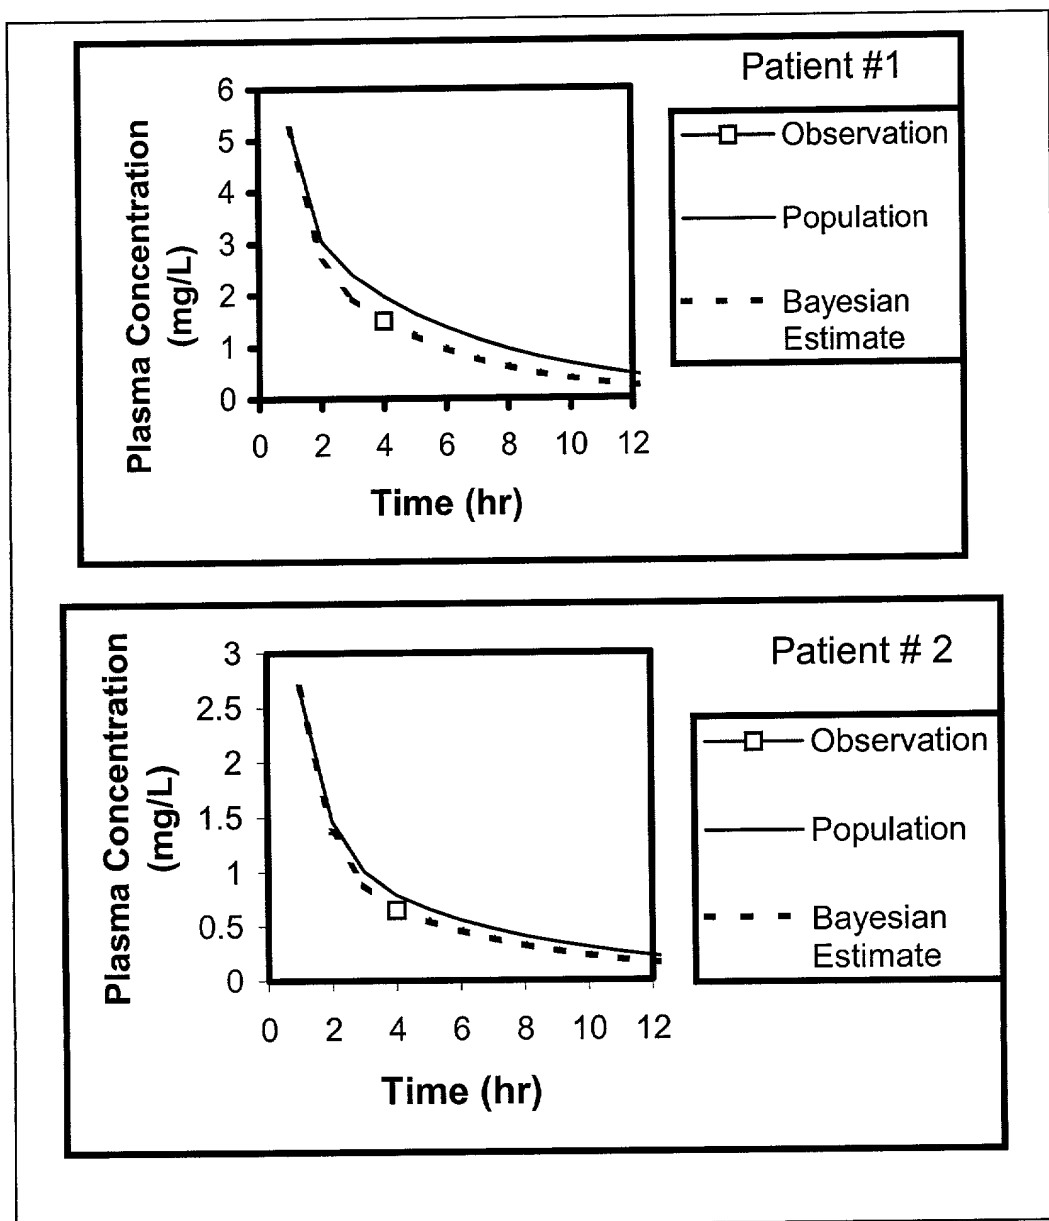 Patient #1
Plasma Concentration
(mg/L)
6
5
4
3
2
1
0
0 2 4 6 8 10 12
Time (hr)
Observation
Population
Bayesian
Estimate
Patient # 2
Plasma Concentration
(mg/L)
3
2.5
2
1.5
1
0.5
0
0 2 4 6 8 10 12
Time (hr)
Observation
Population
Bayesian
Estimate